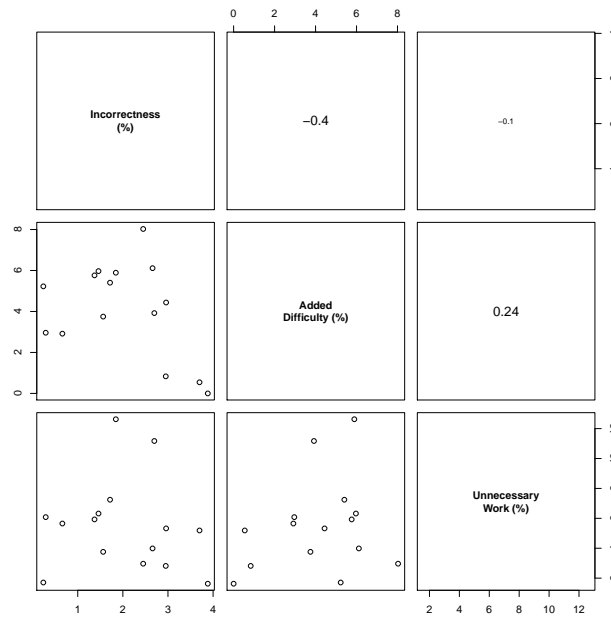 0 2 4 6 8
Incorrectness
(%)
−0.4
−0.1
0 2 4 6 8
Added
Difficulty (%)
0.24
Unnecessary
Work (%)
1 2 3 4
2 4 6 8 10 12